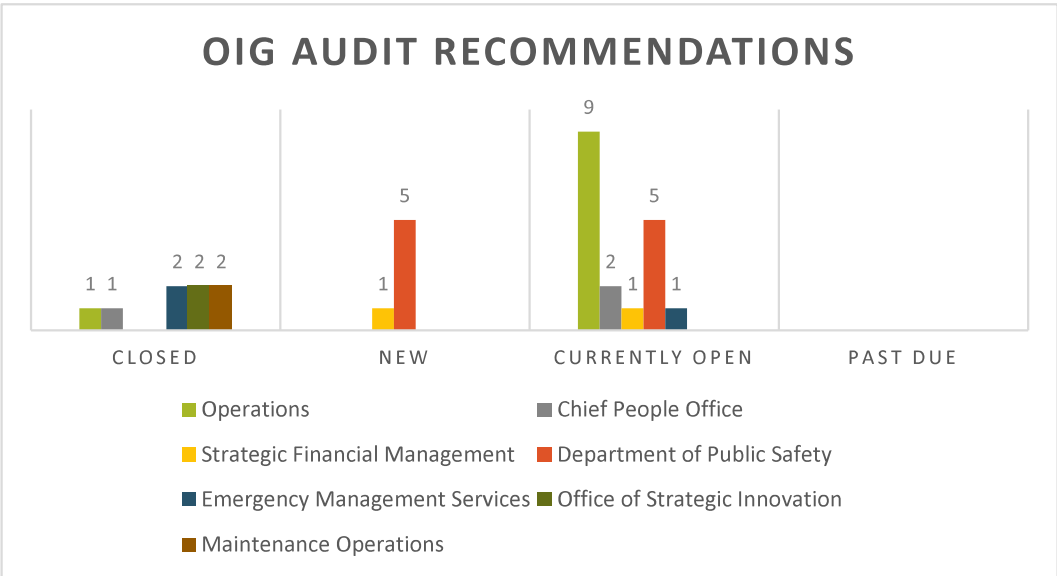 OIG AUDIT RECOMMENDATIONS
1 1 2 2 2
1 5
9 2 1 5 1
CLOSED NEW CURRENTLY OPEN PAST DUE
Operations Chief People Office
Strategic Financial Management Department of Public Safety
Emergency Management Services Office of Strategic Innovation
Maintenance Operations